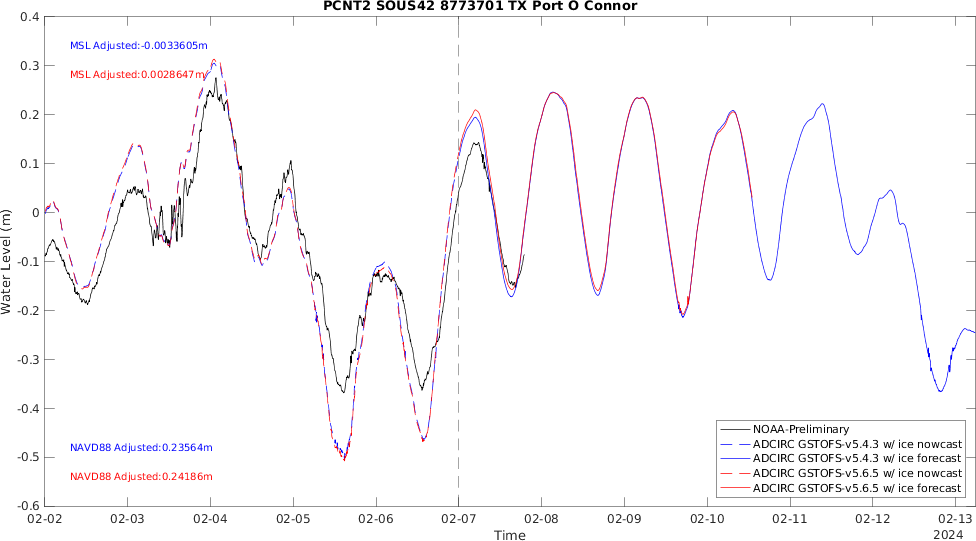 PCNT2 SOUS42 8773701 TX Port O Connor
0.4
0.3
0.2
0.1
0
-0.1
-0.2
-0.3
-0.4
-0.5
-0.6
Water Level (m)
MSL Adjusted:-0.0033605m
MSL Adjusted:0.0028647m
NAVD88 Adjusted:0.23564m
NAVD88 Adjusted:0.24186m
NOAA-Preliminary
ADCIRC GSTOFS-v5.4.3 w/ ice nowcast
ADCIRC GSTOFS-v5.4.3 w/ ice forecast
ADCIRC GSTOFS-v5.6.5 w/ ice nowcast
ADCIRC GSTOFS-v5.6.5 w/ ice forecast
02-02 02-03 02-04 02-05 02-06 02-07 02-08 02-09 02-10 02-11 02-12 02-13
Time
2024